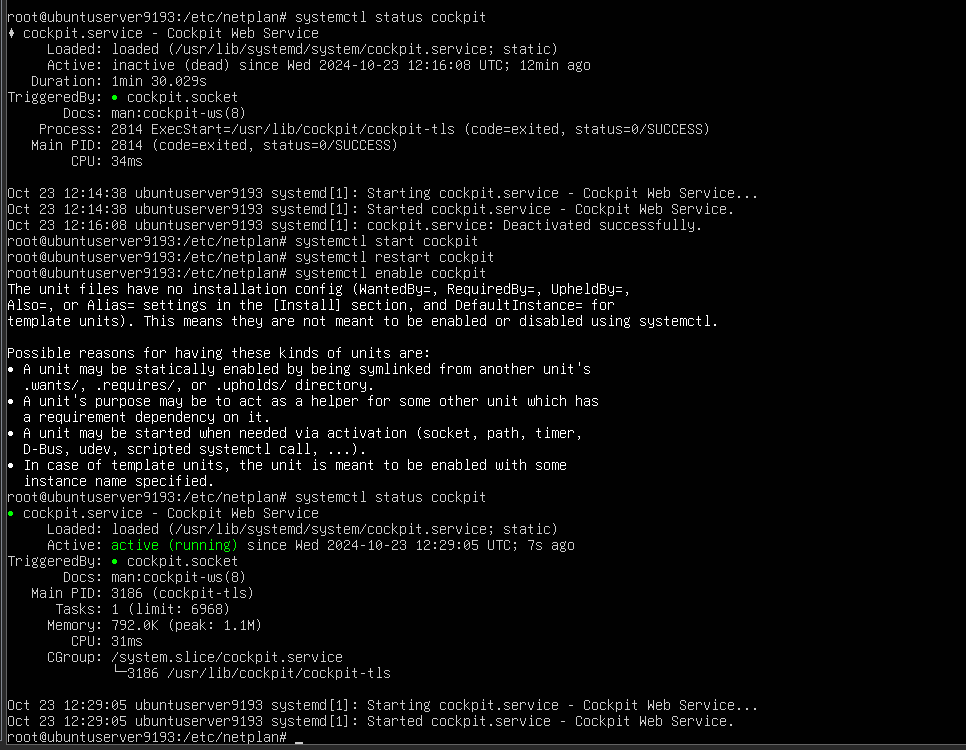 root@ubuntuserver9193:/etc/netplan# systemctl status cockpit
♦ cockpit.service - Cockpit Web Service
     Loaded: loaded (/usr/lib/systemd/system/cockpit.service; static)
     Active: inactive (dead) since Wed 2024-10-23 12:16:08 UTC; 12min ago
   Duration: 1min 30.029s
TriggeredBy: ● cockpit.socket
       Docs: man:cockpit-ws(8)
    Process: 2814 ExecStart=/usr/lib/cockpit/cockpit-tls (code=exited, status=0/SUCCESS)
   Main PID: 2814 (code=exited, status=0/SUCCESS)
        CPU: 34ms

Oct 23 12:14:38 ubuntuserver9193 systemd[1]: Starting cockpit.service - Cockpit Web Service...
Oct 23 12:14:38 ubuntuserver9193 systemd[1]: Started cockpit.service - Cockpit Web Service.
Oct 23 12:16:08 ubuntuserver9193 systemd[1]: cockpit.service: Deactivated successfully.
root@ubuntuserver9193:/etc/netplan# systemctl start cockpit
root@ubuntuserver9193:/etc/netplan# systemctl restart cockpit
root@ubuntuserver9193:/etc/netplan# systemctl enable cockpit
The unit files have no installation config (WantedBy=, RequiredBy=, UpheldBy=,
Also=, or Alias= settings in the [Install] section, and DefaultInstance= for
template units). This means they are not meant to be enabled or disabled using systemctl.

Possible reasons for having these kinds of units are:
• A unit may be statically enabled by being symlinked from another unit's
  .wants/, .requires/, or .upholds/ directory.
• A unit's purpose may be to act as a helper for some other unit which has
  a requirement dependency on it.
• A unit may be started when needed via activation (socket, path, timer,
  D-Bus, udev, scripted systemctl call, ...).
• In case of template units, the unit is meant to be enabled with some
  instance name specified.
root@ubuntuserver9193:/etc/netplan# systemctl status cockpit
● cockpit.service - Cockpit Web Service
     Loaded: loaded (/usr/lib/systemd/system/cockpit.service; static)
     Active: active (running) since Wed 2024-10-23 12:29:05 UTC; 7s ago
TriggeredBy: ● cockpit.socket
       Docs: man:cockpit-ws(8)
   Main PID: 3186 (cockpit-tls)
      Tasks: 1 (limit: 6968)
     Memory: 792.0K (peak: 1.1M)
        CPU: 31ms
     CGroup: /system.slice/cockpit.service
             └─3186 /usr/lib/cockpit/cockpit-tls

Oct 23 12:29:05 ubuntuserver9193 systemd[1]: Starting cockpit.service - Cockpit Web Service...
Oct 23 12:29:05 ubuntuserver9193 systemd[1]: Started cockpit.service - Cockpit Web Service.
root@ubuntuserver9193:/etc/netplan# _